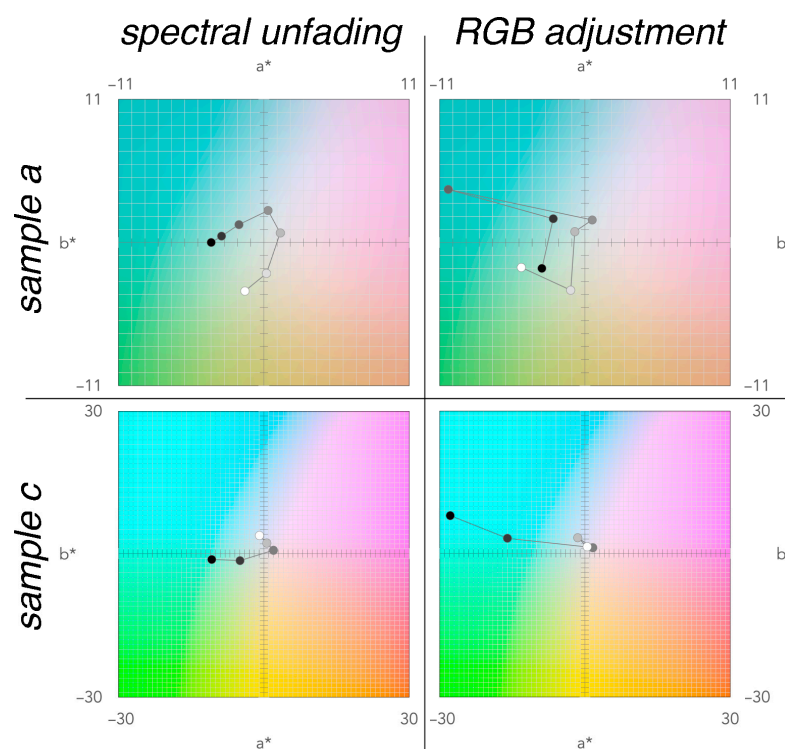 spectral unfading
RGB adjustment
a*
a*
−11
11
−11
11
11
11
sample a
b*
b
−11
−11
30
30
sample c
b*
b
−30
−30
−30
30
−30
30
a*
a*